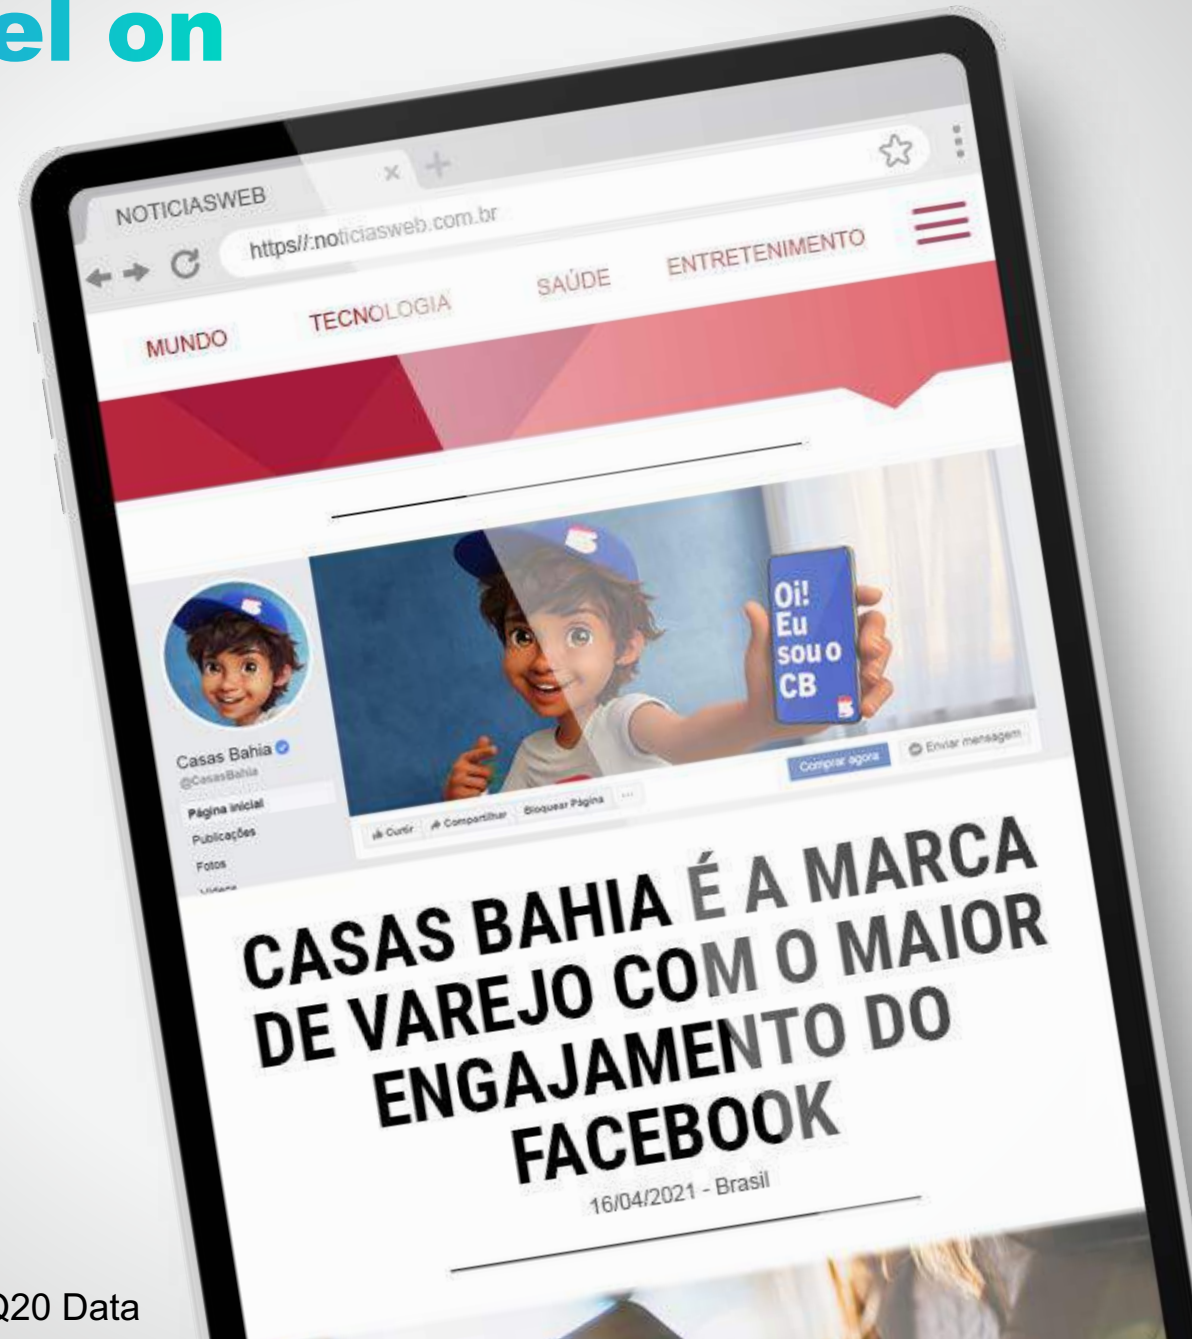 el on
NOTICIASWEB
https//:noticiasweb.com.br
MUNDO TECNOLOGIA SAÚDE ENTRETENIMENTO
Oi!
Eu
sou o
CB
Casas Bahia
@CasasBahia
Página inicial
Publicações
Fotos
Vídeos
Curtir Compartilhar Bloquear Página ...
Comprar agora Enviar mensagem
CASAS BAHIA É A MARCA
DE VAREJO COM O MAIOR
ENGAJAMENTO DO
FACEBOOK
16/04/2021 - Brasil
Q20 Data